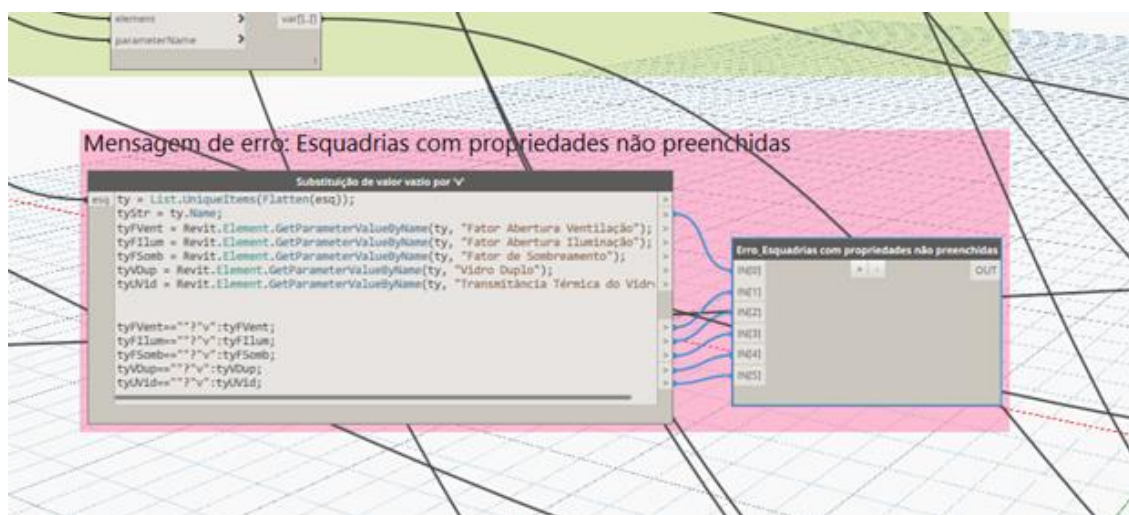 element >
parameterName >
var[]..[]
Mensagem de erro: Esquadrias com propriedades não preenchidas
Substituição de valor vazio por 'v'
esq
ty = List.UniqueItems(Flatten(esq));
tyStr = ty.Name;
tyFVent = Revit.Element.GetParameterValueByName(ty, "Fator Abertura Ventilação");
tyFIlum = Revit.Element.GetParameterValueByName(ty, "Fator Abertura Iluminação");
tyFSomb = Revit.Element.GetParameterValueByName(ty, "Fator de Sombreamento");
tyVDup = Revit.Element.GetParameterValueByName(ty, "Vidro Duplo");
tyUVid = Revit.Element.GetParameterValueByName(ty, "Transmitância Térmica do Vidr
tyFVent==""?"v":tyFVent;
tyFIlum==""?"v":tyFIlum;
tyFSomb==""?"v":tyFSomb;
tyVDup==""?"v":tyVDup;
tyUVid==""?"v":tyUVid;
>
>
>
>
>
>
>
Erro_Esquadrias com propriedades não preenchidas
IN[0] + - OUT
IN[1]
IN[2]
IN[3]
IN[4]
IN[5]